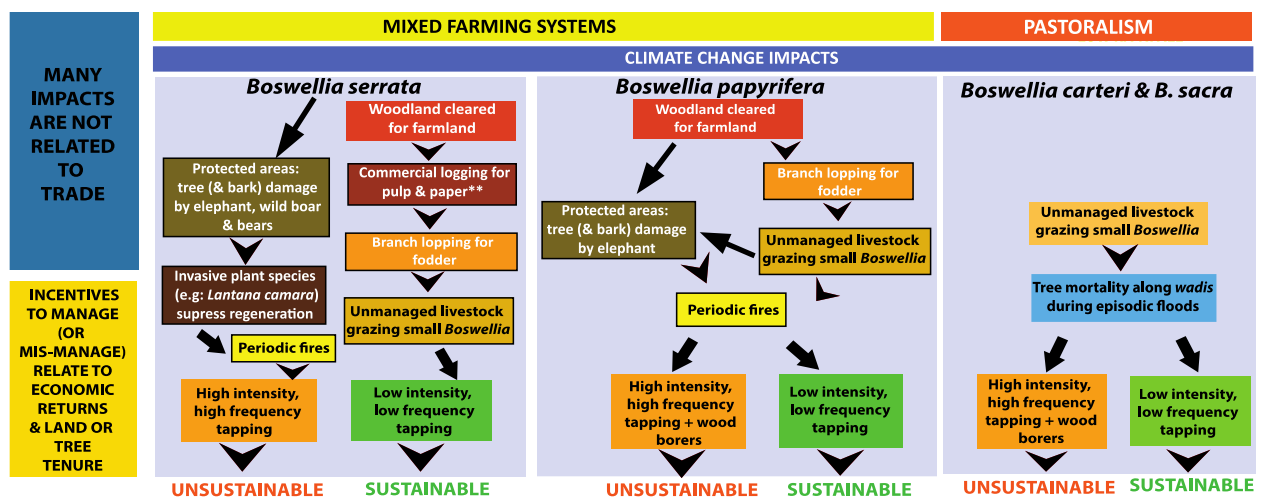 MIXED FARMING SYSTEMS
PASTORALISM
CLIMATE CHANGE IMPACTS
MANY
IMPACTS
ARE NOT
RELATED
TO
TRADE
INCENTIVES
TO MANAGE
(OR
MIS-MANAGE)
RELATE TO
ECONOMIC
RETURNS
& LAND OR
TREE
TENURE
Boswellia serrata
Woodland cleared
for farmland
Protected areas:
tree (& bark) damage
by elephant, wild boar
& bears
Commercial logging for
pulp & paper**
Branch lopping for
fodder
Invasive plant species
(e.g: Lantana camara)
supress regeneration
Unmanaged livestock
grazing small Boswellia
Periodic fires
High intensity,
high frequency
tapping
Low intensity,
low frequency
tapping
UNSUSTAINABLE
SUSTAINABLE
Boswellia papyrifera
Woodland cleared
for farmland
Branch lopping for
fodder
Protected areas:
tree (& bark) damage
by elephant
Unmanaged livestock
grazing small Boswellia
Periodic fires
High intensity,
high frequency
tapping + wood
borers
Low intensity,
low frequency
tapping
UNSUSTAINABLE
SUSTAINABLE
Boswellia carteri & B. sacra
Unmanaged livestock
grazing small Boswellia
Tree mortality along wadis
during episodic floods
High intensity,
high frequency
tapping + wood
borers
Low intensity,
low frequency
tapping
UNSUSTAINABLE
SUSTAINABLE